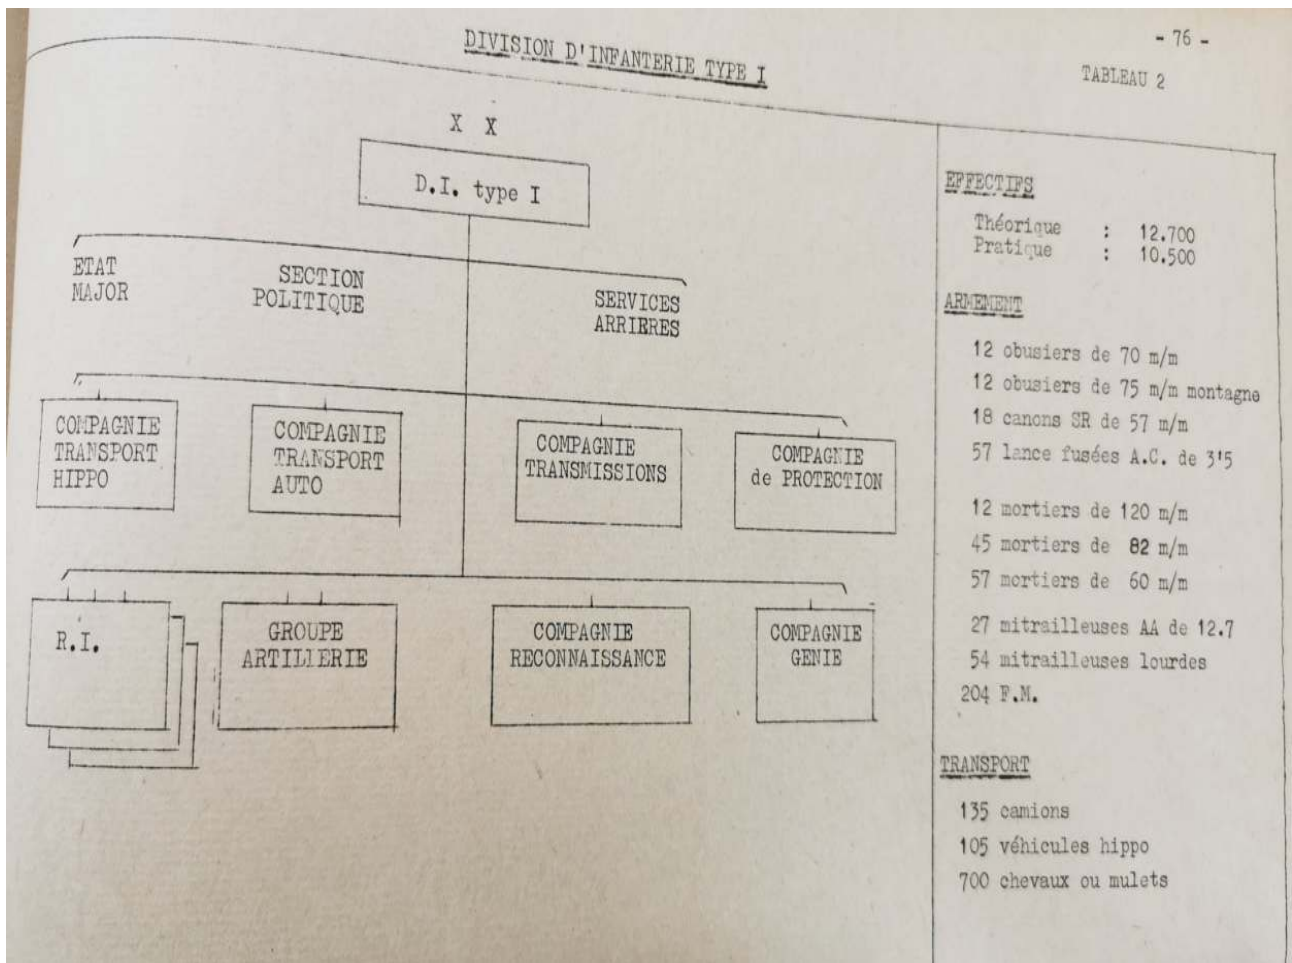 - 76 -
DIVISION D'INFANTERIE TYPE I
TABLEAU 2
X X
D.I. type I
ETAT
MAJOR
SECTION
POLITIQUE
SERVICES
ARRIERES
COMPAGNIE
TRANSPORT
HIPPO
COMPAGNIE
TRANSPORT
AUTO
COMPAGNIE
TRANSMISSIONS
COMPAGNIE
de PROTECTION
R.I.
GROUPE
ARTILLERIE
COMPAGNIE
RECONNAISSANCE
COMPAGNIE
GENIE
EFFECTIFS
Théorique : 12.700
Pratique : 10.500
ARMEMENT
12 obusiers de 70 m/m
12 obusiers de 75 m/m montagne
18 canons SR de 57 m/m
57 lance fusées A.C. de 3'5
12 mortiers de 120 m/m
45 mortiers de 82 m/m
57 mortiers de 60 m/m
27 mitrailleuses AA de 12.7
54 mitrailleuses lourdes
204 F.M.
TRANSPORT
135 camions
105 véhicules hippo
700 chevaux ou mulets